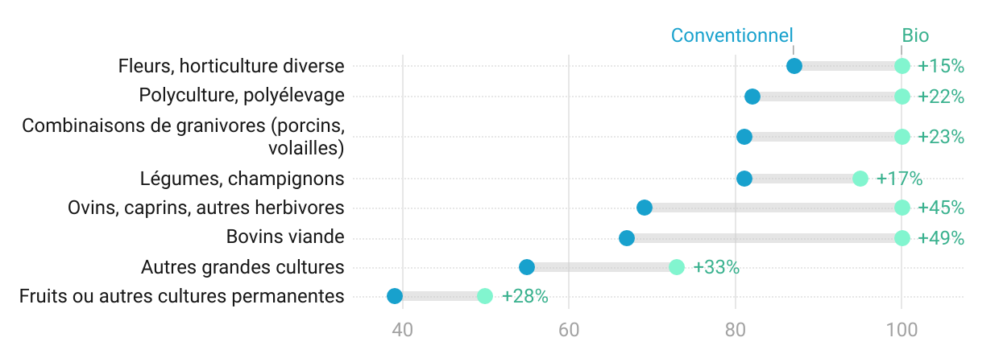 Conventionnel Bio
Fleurs, horticulture diverse +15%
Polyculture, polyélevage +22%
Combinaisons de granivores (porcins,
volailles) +23%
Légumes, champignons +17%
Ovins, caprins, autres herbivores +45%
Bovins viande +49%
Autres grandes cultures +33%
Fruits ou autres cultures permanentes +28%
40 60 80 100